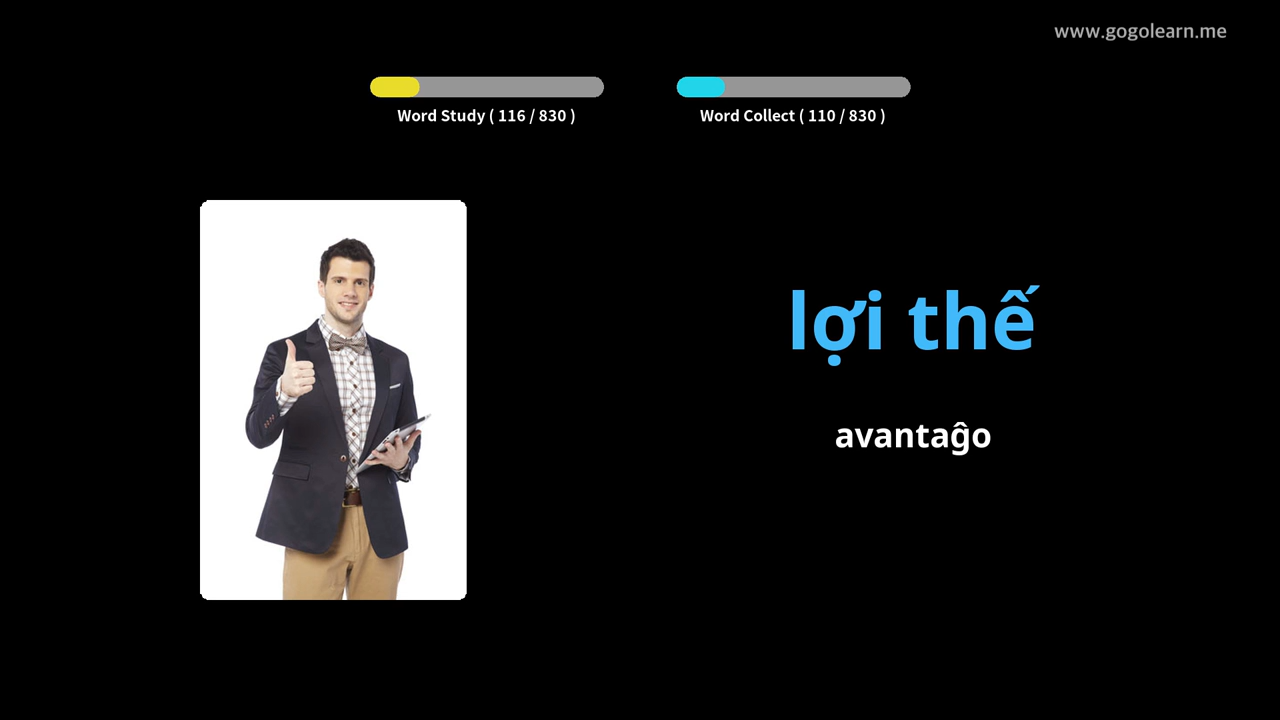 www.gogolearn.me
Word Study ( 116 / 830 )
Word Collect ( 110 / 830 )
lợi thế
avantaĝo